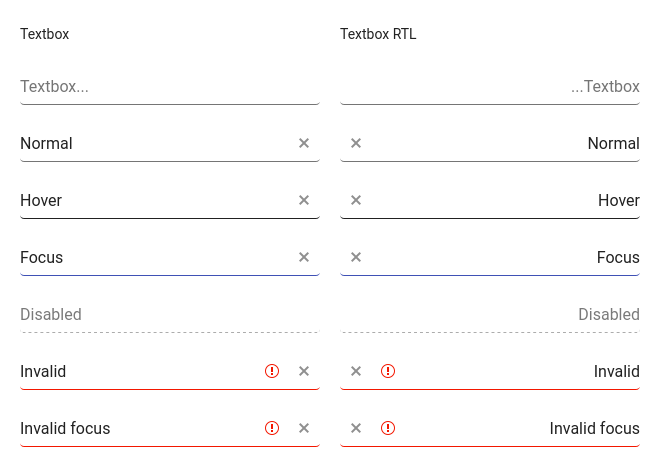 Textbox
Textbox RTL
Textbox...
...Textbox
Normal
Normal
Hover
Hover
Focus
Focus
Disabled
Disabled
Invalid
Invalid
Invalid focus
Invalid focus